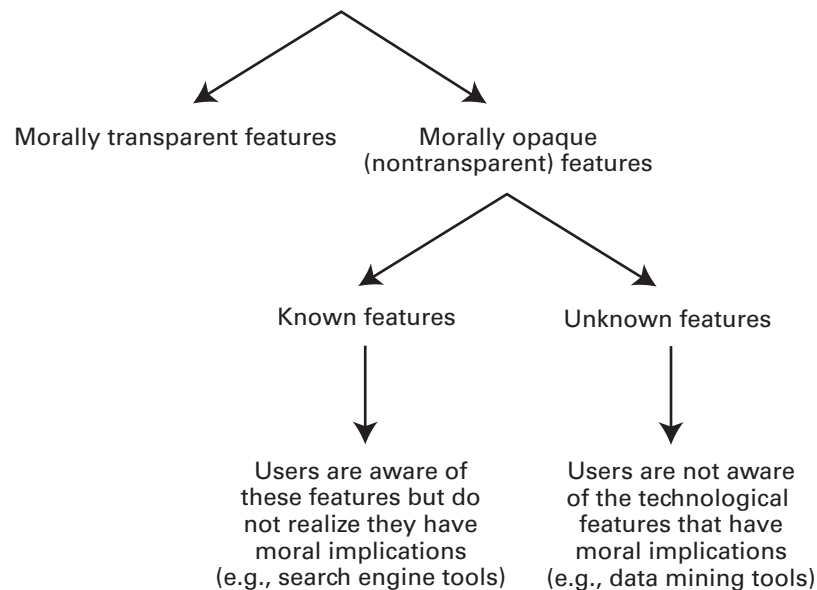 Morally transparent features
Morally opaque
(nontransparent) features
Known features
Unknown features
Users are aware of
these features but do
not realize they have
moral implications
(e.g., search engine tools)
Users are not aware
of the technological
features that have
moral implications
(e.g., data mining tools)